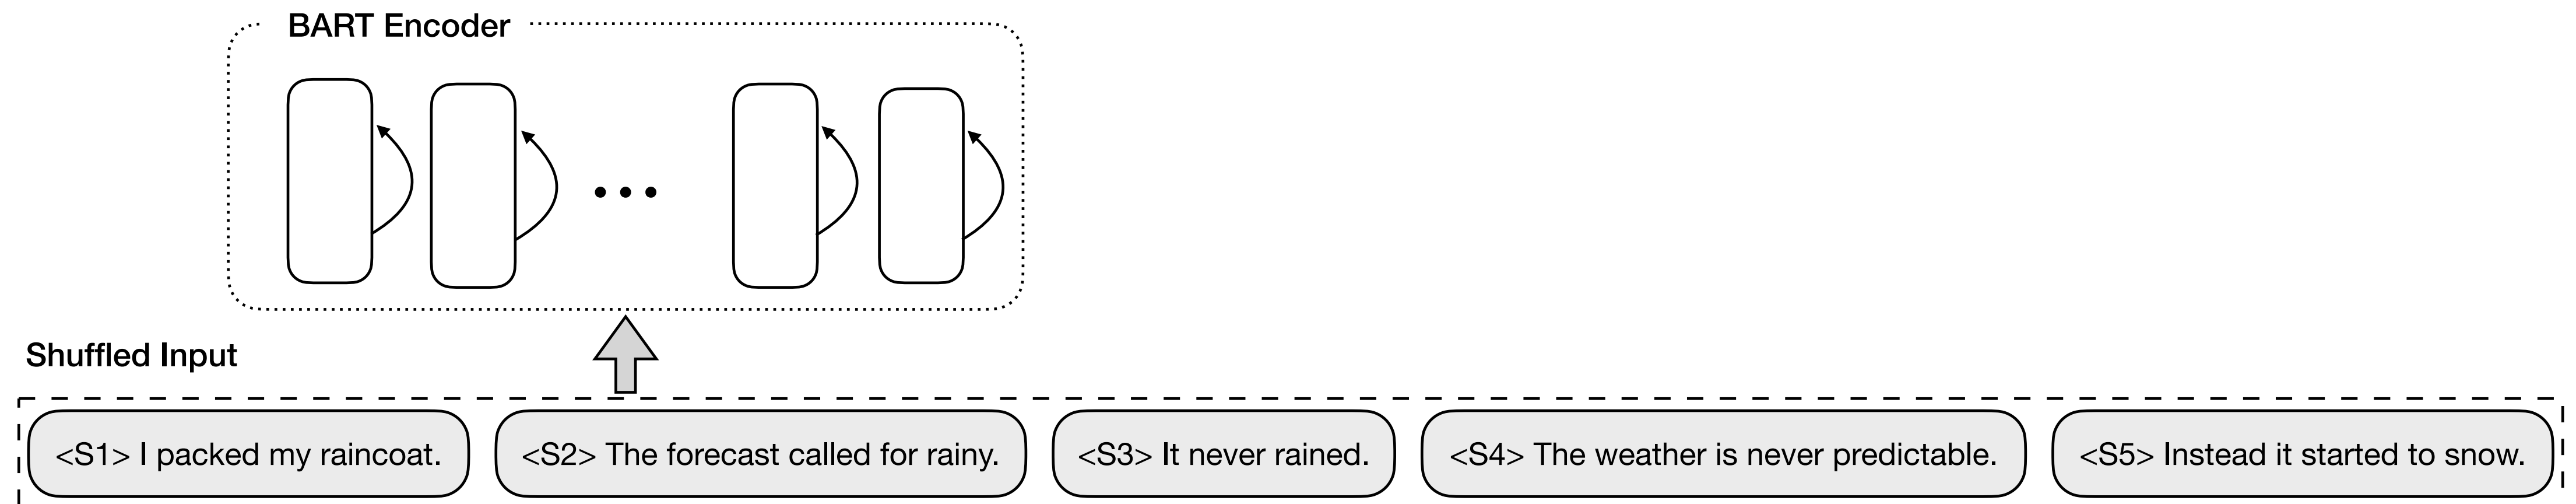 BART Encoder
Shuffled Input
<S1> I packed my raincoat.
<S2> The forecast called for rainy.
<S3> It never rained.
<S4> The weather is never predictable.
<S5> Instead it started to snow.